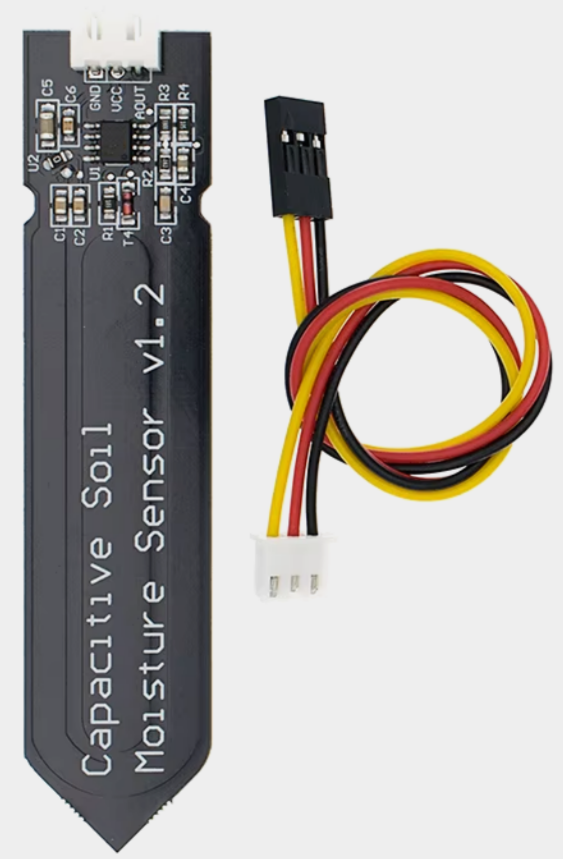 GND
VCC
AOUT
C5
C6
R3
R4
U2
U1
R2
C4
C1
C2
R1
T4
C3
Capacitive Soil
Moisture Sensor v1.2